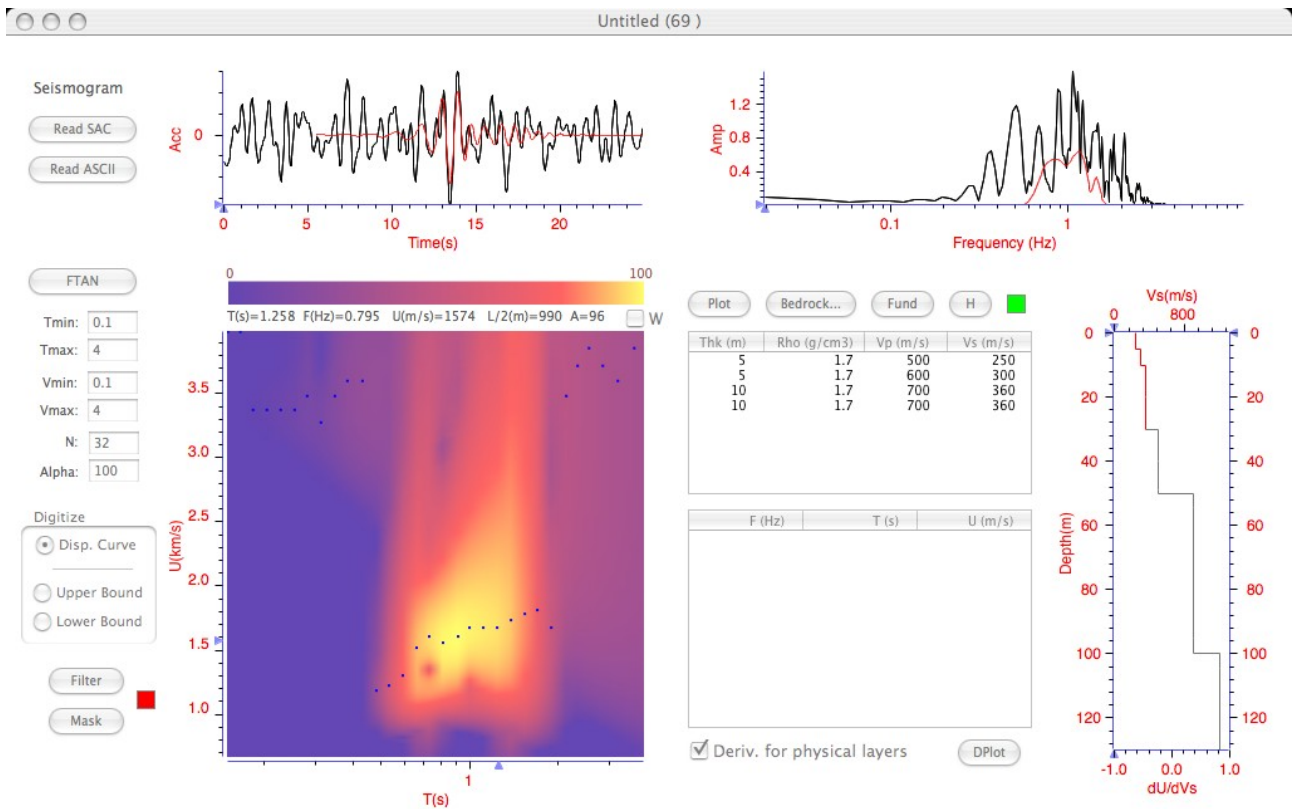 Untitled (69 )
Seismogram
Read SAC
Read ASCII
Acc
0
0 5 10 15 20
Time(s)
Amp
1.2
0.8
0.4
0.1 1
Frequency (Hz)
FTAN
Tmin: 0.1
Tmax: 4
Vmin: 0.1
Vmax: 4
N: 32
Alpha: 100
Digitize
Disp. Curve
Upper Bound
Lower Bound
Filter
Mask
0 100
T(s)=1.258 F(Hz)=0.795 U(m/s)=1574 L/2(m)=990 A=96 W
U(km/s)
3.5
3.0
2.5
2.0
1.5
1.0
1
T(s)
Plot Bedrock... Fund H
Thk (m) Rho (g/cm3) Vp (m/s) Vs (m/s)
5 1.7 500 250
5 1.7 600 300
10 1.7 700 360
10 1.7 700 360
F (Hz) T (s) U (m/s)
Deriv. for physical layers DPlot
Vs(m/s)
0 800
Depth(m)
0 0
20 20
40 40
60 60
80 80
100 100
120 120
-1.0 0.0 1.0
dU/dVs